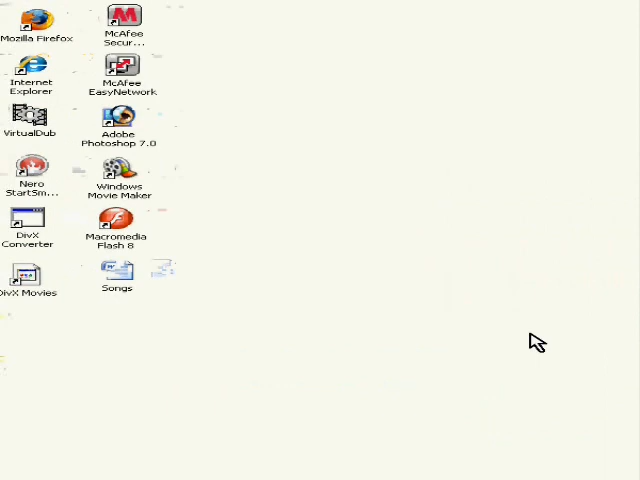 Mozilla Firefox
McAfee
Secur...
Internet
Explorer
McAfee
EasyNetwork
VirtualDub
Adobe
Photoshop 7.0
Nero
StartSm...
Windows
Movie Maker
DivX
Converter
Macromedia
Flash 8
DivX Movies
Songs